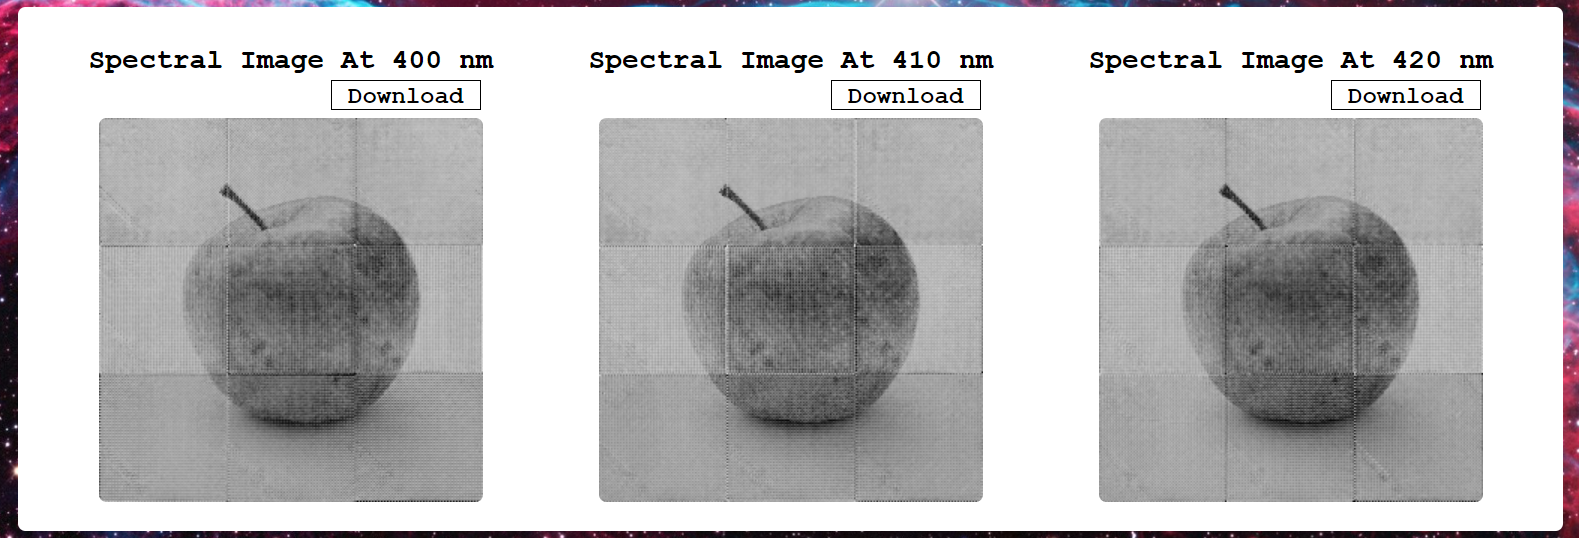 Spectral Image At 400 nm
Download
Spectral Image At 410 nm
Download
Spectral Image At 420 nm
Download